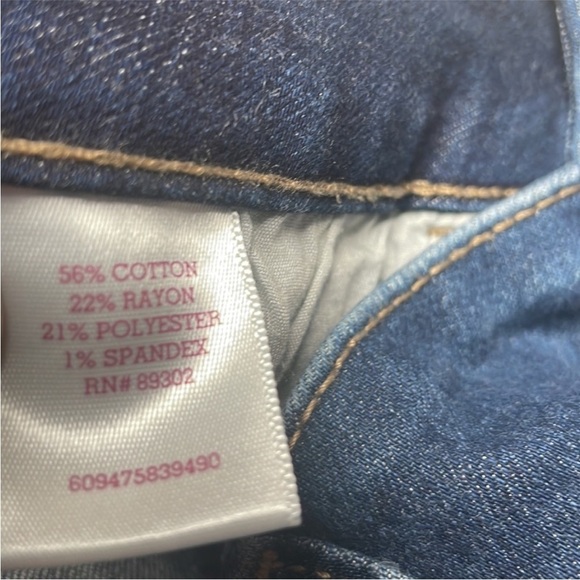 56% COTTON
22% RAYON
21% POLYESTER
1% SPANDEX
RN# 89302
609475839490